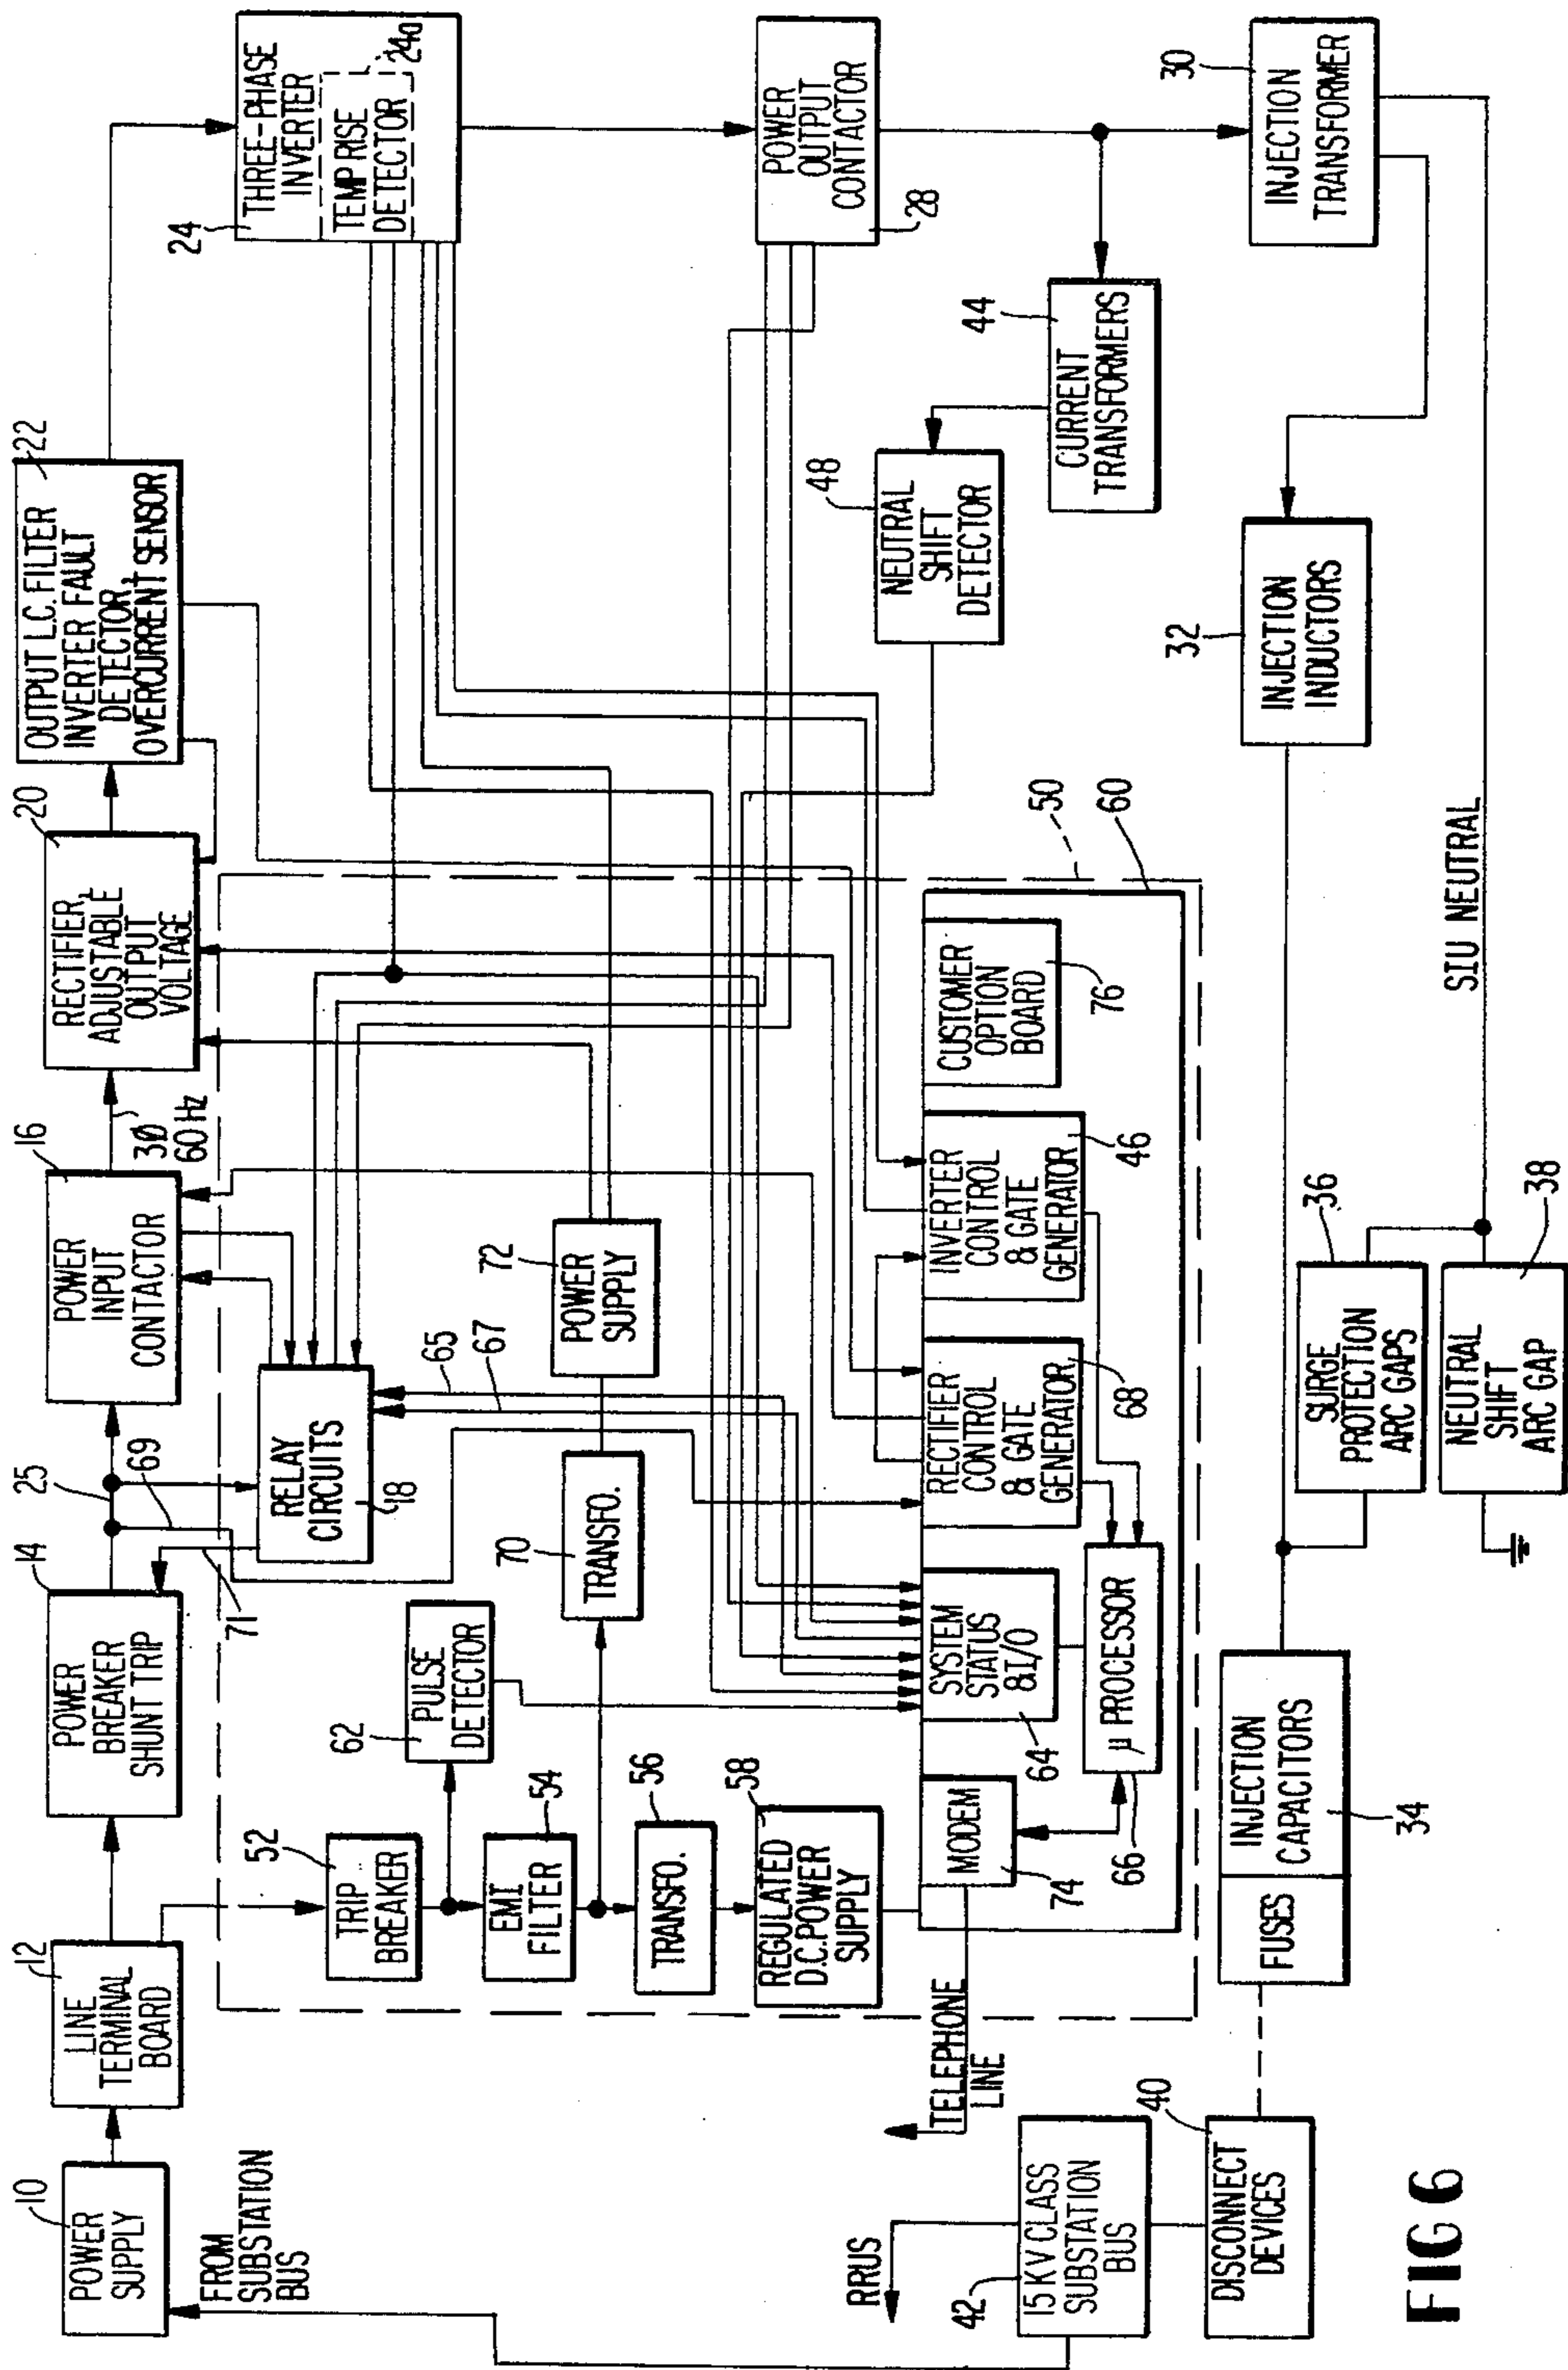 10
POWER
SUPPLY
FROM
SUBSTATION
BUS
12
LINE
TERMINAL
BOARD
14
POWER
BREAKER
SHUNT TRIP
71
69
25
16
POWER
INPUT
CONTACTOR
3Ø
60 Hz
20
RECTIFIER,
ADJUSTABLE
OUTPUT
VOLTAGE
22
OUTPUT L.C. FILTER
INVERTER FAULT
DETECTOR,
OVERCURRENT SENSOR
24
THREE-PHASE
INVERTER
TEMP RISE
DETECTOR
24a
RELAY
CIRCUITS
18
65
67
52
TRIP
BREAKER
62
PULSE
DETECTOR
54
EMI
FILTER
70
TRANSFO.
72
POWER
SUPPLY
56
TRANSFO.
58
REGULATED
D.C. POWER
SUPPLY
28
POWER
OUTPUT
CONTACTOR
48
NEUTRAL
SHIFT
DETECTOR
44
CURRENT
TRANSFORMERS
30
INJECTION
TRANSFORMER
TELEPHONE
LINE
MODEM
74
SYSTEM
STATUS
& I/O
64
µ PROCESSOR
66
RECTIFIER
CONTROL
& GATE
GENERATOR
68
INVERTER
CONTROL
& GATE
GENERATOR
46
CUSTOMER
OPTION
BOARD
76
50
60
32
INJECTION
INDUCTORS
SIU NEUTRAL
RRUS
42
15 KV CLASS
SUBSTATION
BUS
40
DISCONNECT
DEVICES
FUSES
INJECTION
CAPACITORS
34
36
SURGE
PROTECTION
ARC GAPS
NEUTRAL
SHIFT
ARC GAP
38
FIG 6